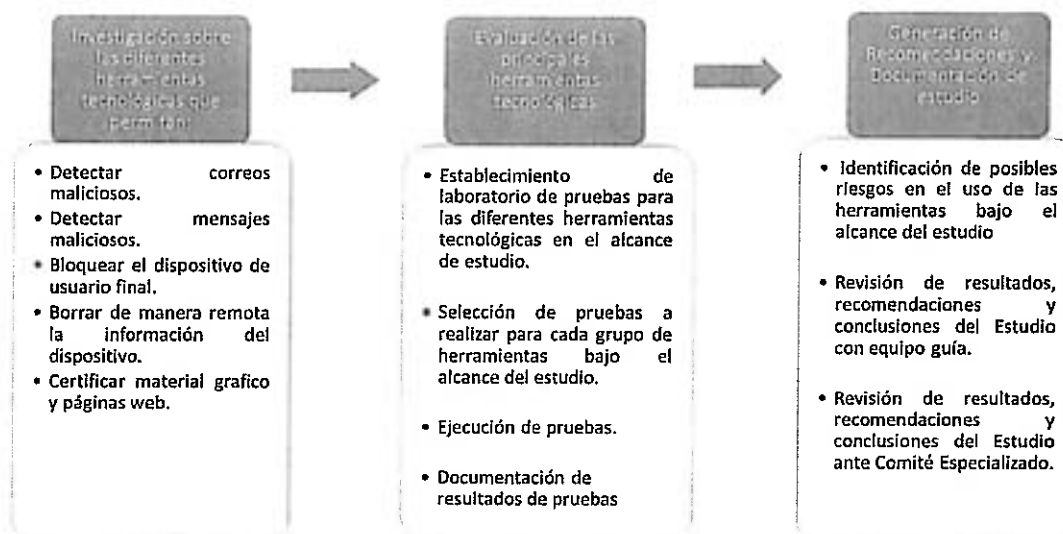 Investigación sobre
las diferentes
herramientas
tecnológicas que
permitan:
• Detectar correos
maliciosos.
• Detectar mensajes
maliciosos.
• Bloquear el dispositivo de
usuario final.
• Borrar de manera remota
la información del
dispositivo.
• Certificar material grafico
y páginas web.
Evaluación de las
principales
herramientas
tecnológicas
• Establecimiento de
laboratorio de pruebas para
las diferentes herramientas
tecnológicas en el alcance
de estudio.
• Selección de pruebas a
realizar para cada grupo de
herramientas bajo el
alcance del estudio.
• Ejecución de pruebas.
• Documentación de
resultados de pruebas
Generación de
Recomendaciones y
Documentación de
estudio
• Identificación de posibles
riesgos en el uso de las
herramientas bajo el
alcance del estudio
• Revisión de resultados,
recomendaciones y
conclusiones del Estudio
con equipo guía.
• Revisión de resultados,
recomendaciones y
conclusiones del Estudio
ante Comité Especializado.